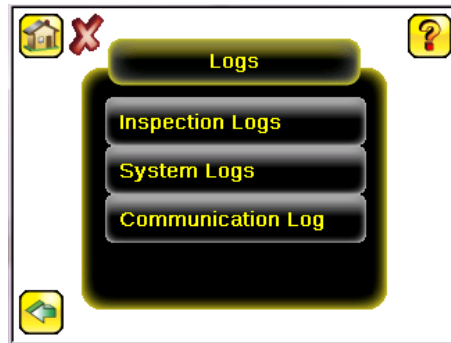 Logs
?
Inspection Logs
System Logs
Communication Log